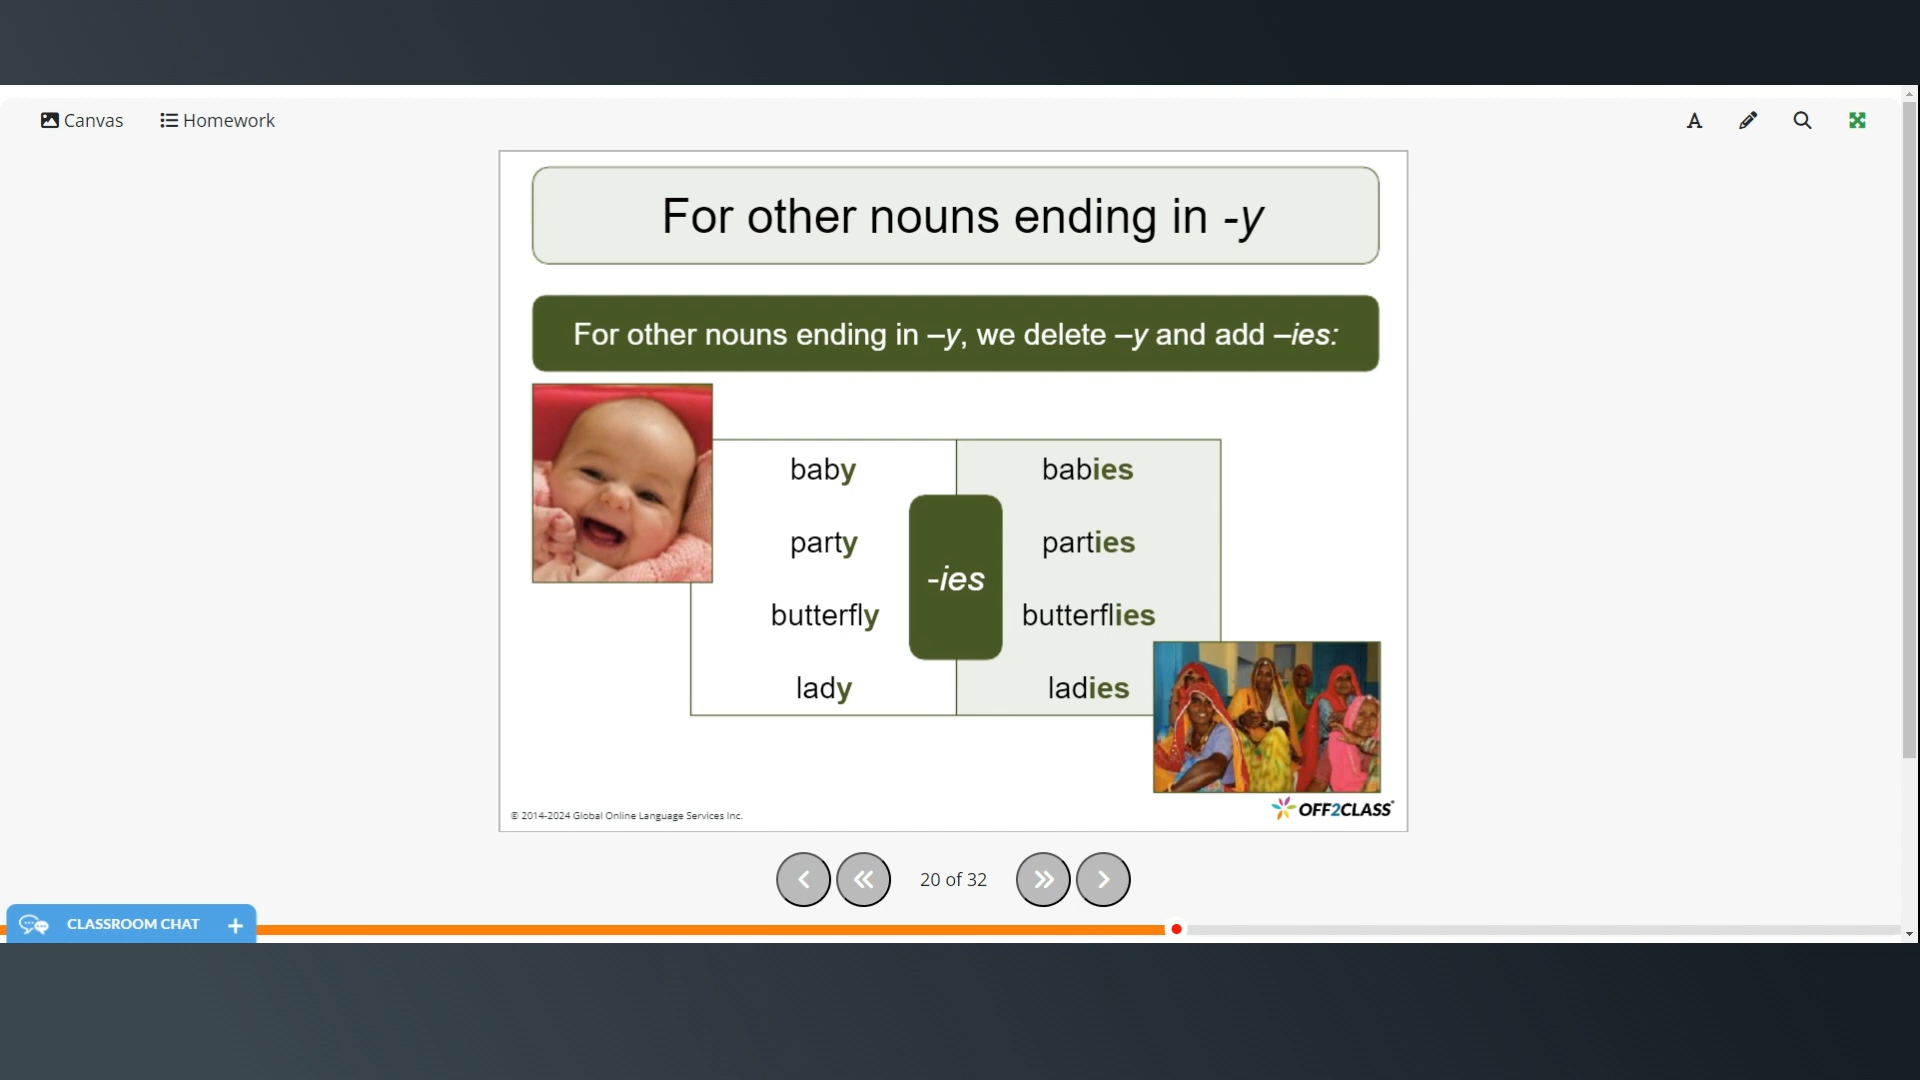 Canvas
Homework
A
For other nouns ending in -y
For other nouns ending in –y, we delete –y and add –ies:
baby babies
party parties
-ies
butterfly butterflies
lady ladies
© 2014-2024 Global Online Language Services Inc.
OFF2CLASS
20 of 32
CLASSROOM CHAT +